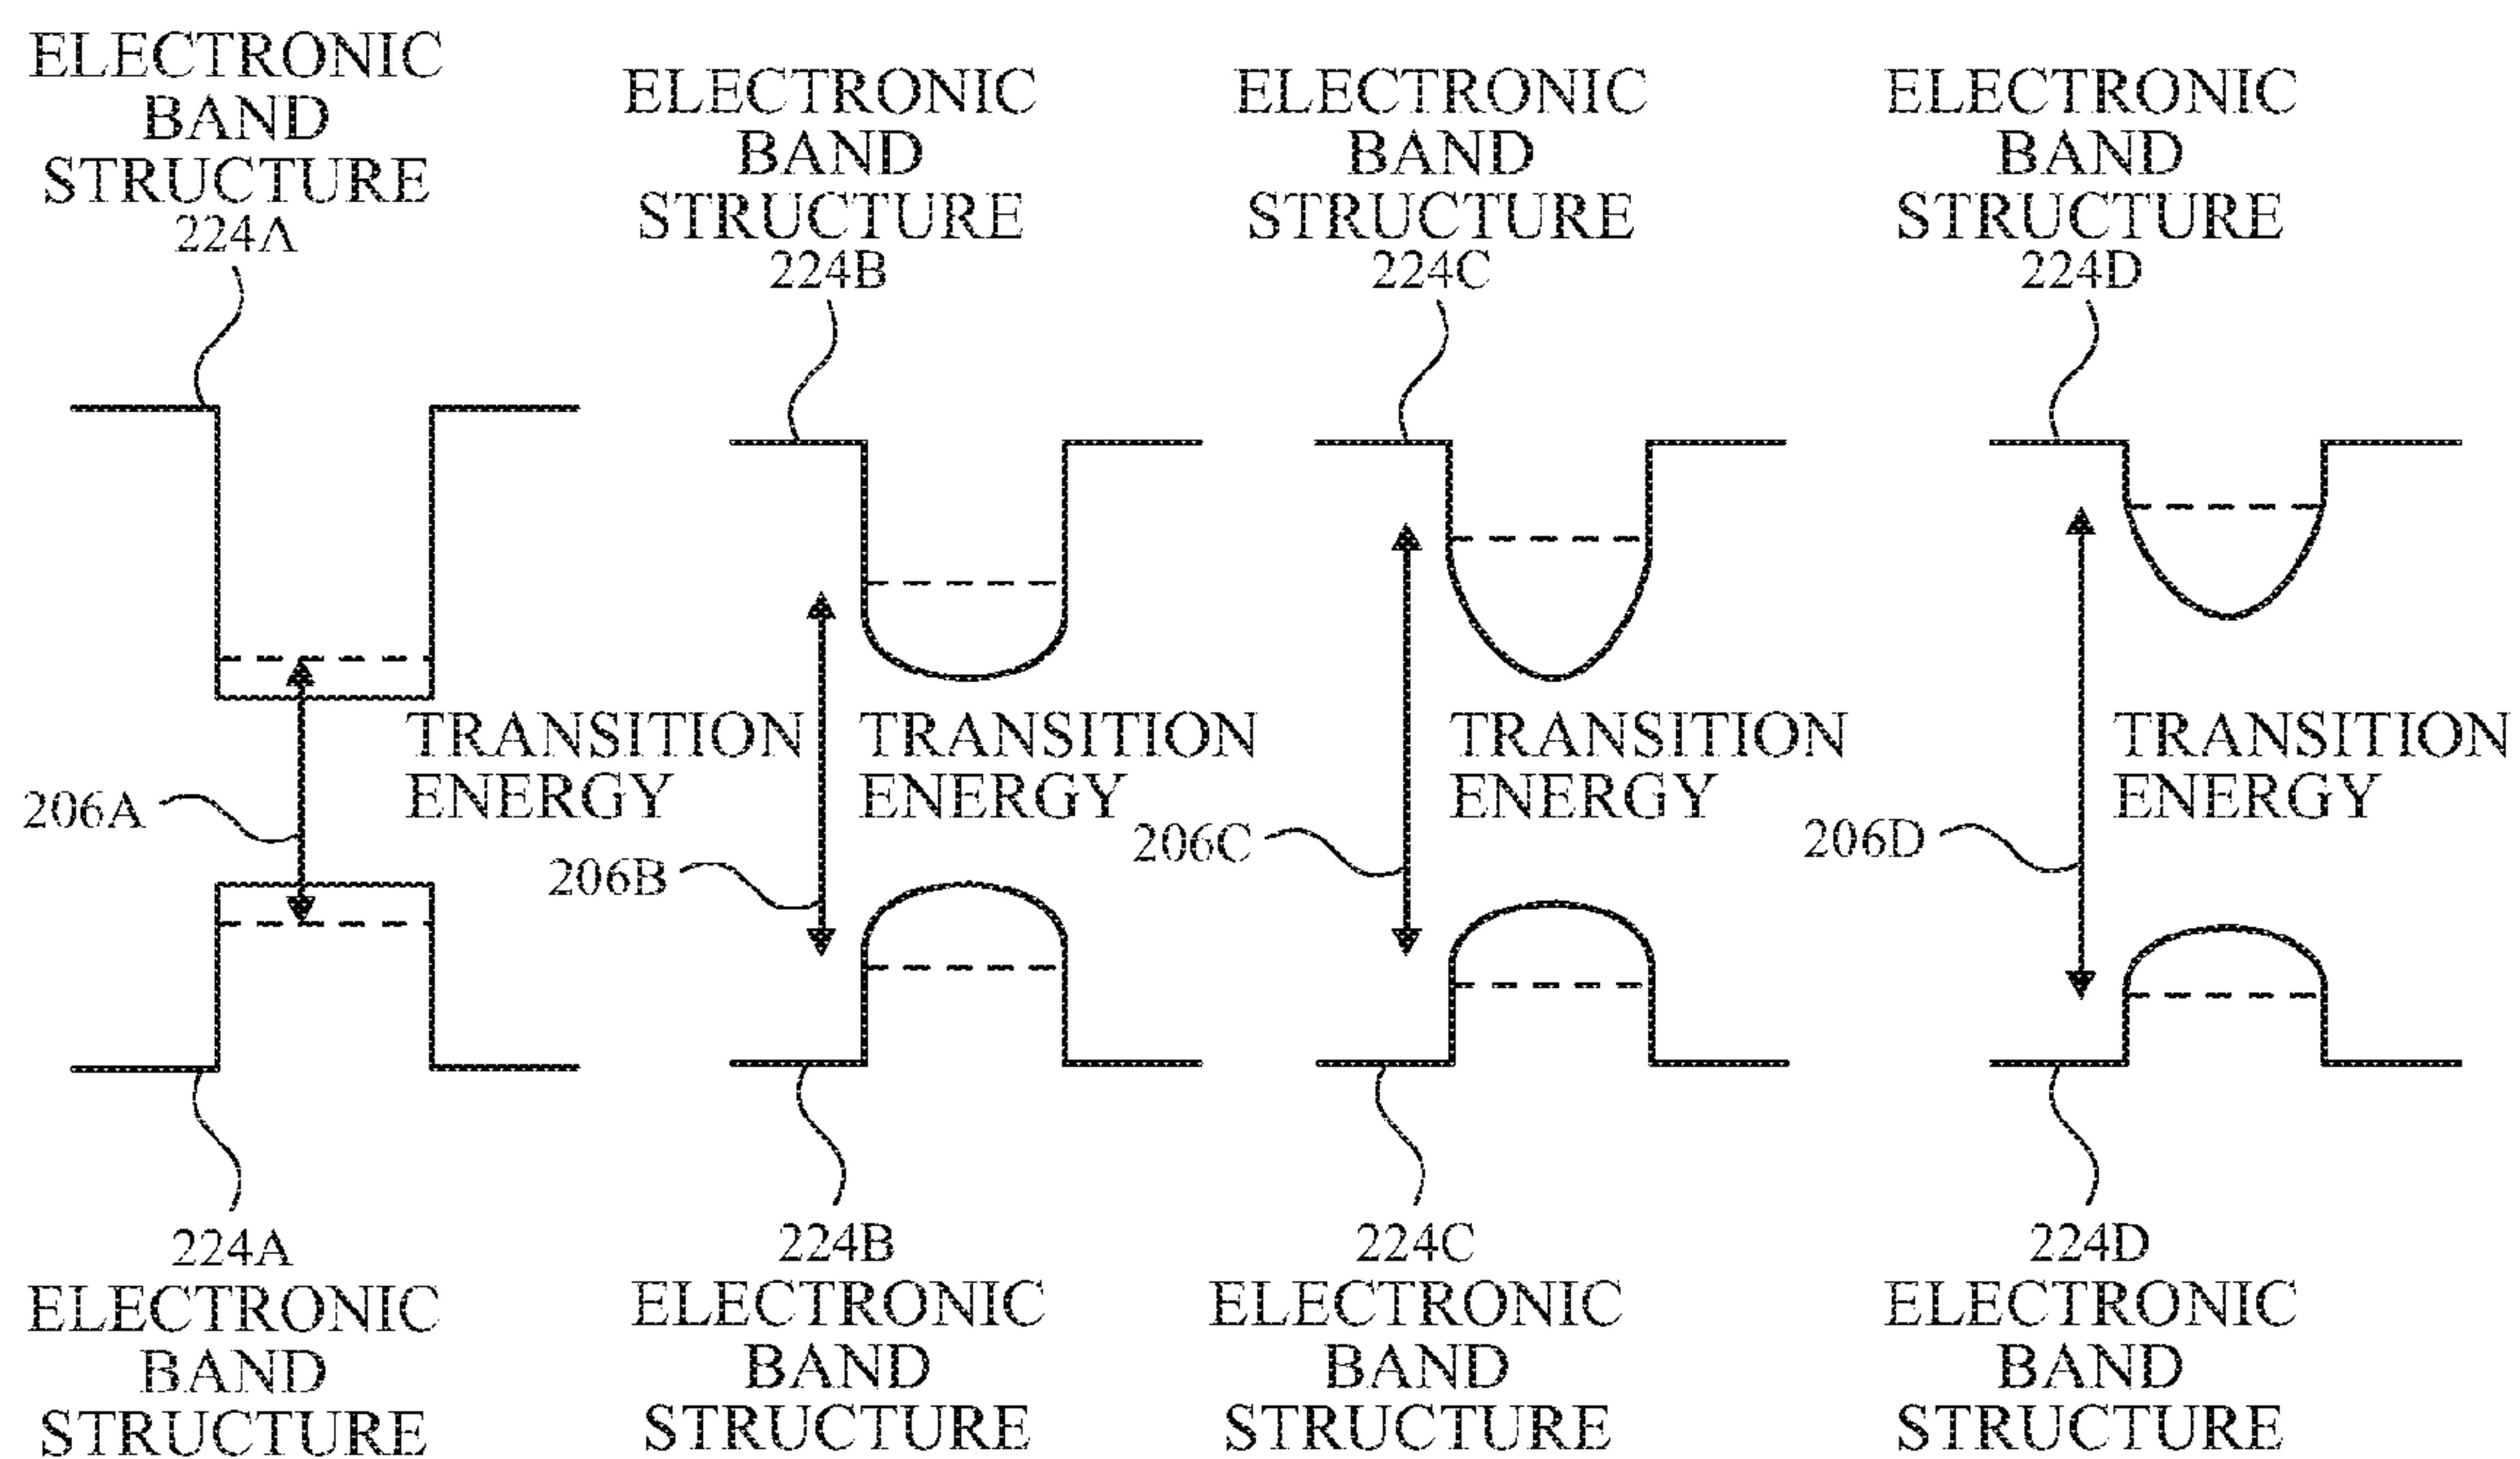 ELECTRONIC
BAND
STRUCTURE
224A
ELECTRONIC
BAND
STRUCTURE
224B
ELECTRONIC
BAND
STRUCTURE
224C
ELECTRONIC
BAND
STRUCTURE
224D
TRANSITION
ENERGY
206A
TRANSITION
ENERGY
206B
TRANSITION
ENERGY
206C
TRANSITION
ENERGY
206D
224A
ELECTRONIC
BAND
STRUCTURE
224B
ELECTRONIC
BAND
STRUCTURE
224C
ELECTRONIC
BAND
STRUCTURE
224D
ELECTRONIC
BAND
STRUCTURE